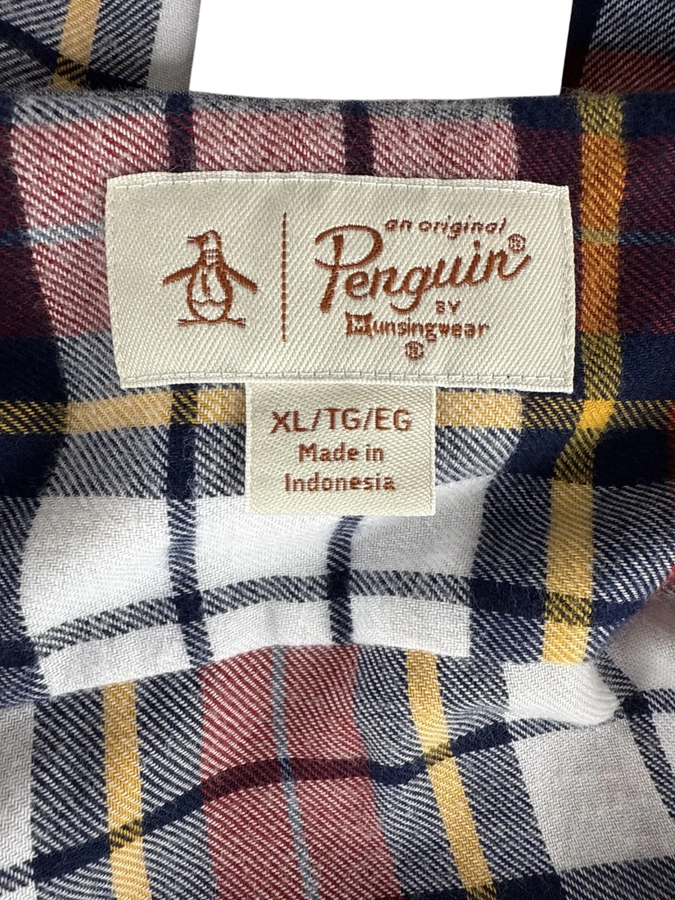 an original
Penguin®
BY
Munsingwear
®
XL/TG/EG
Made in
Indonesia